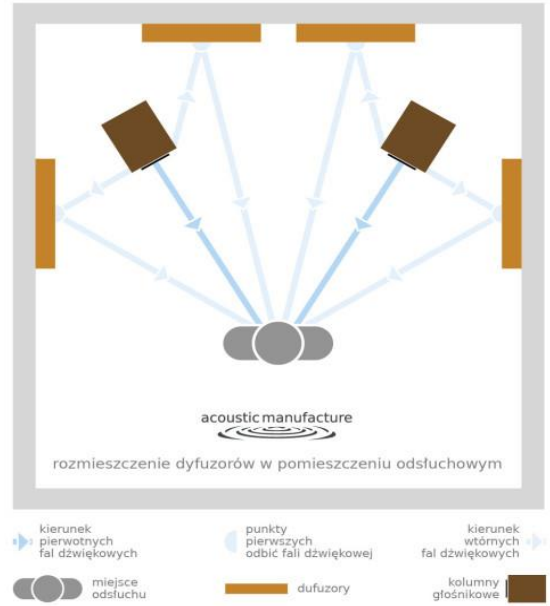 acoustic manufacture
rozmieszczenie dyfuzorów w pomieszczeniu odsłuchowym
kierunek
pierwotnych
fal dźwiękowych
punkty
pierwszych
odbić fali dźwiękowej
kierunek
wtórnych
fal dźwiękowych
miejsce
odsłuchu
dufuzory
kolumny
głośnikowe